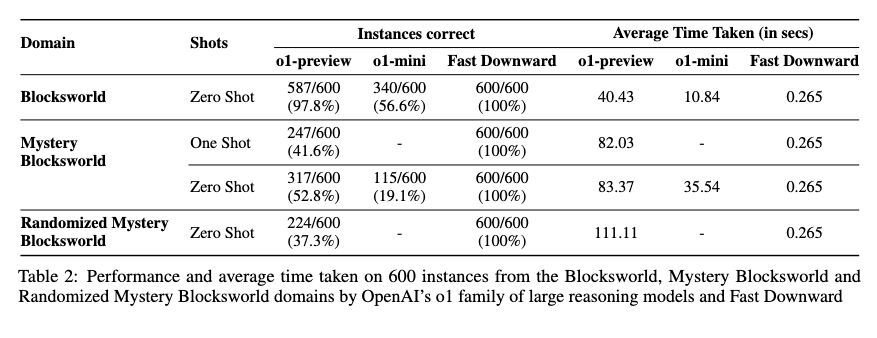 Domain Shots Instances correct Average Time Taken (in secs)
o1-preview o1-mini Fast Downward o1-preview o1-mini Fast Downward
Blocksworld Zero Shot 587/600 (97.8%) 340/600 (56.6%) 600/600 (100%) 40.43 10.84 0.265
Mystery Blocksworld One Shot 247/600 (41.6%) - 600/600 (100%) 82.03 - 0.265
Zero Shot 317/600 (52.8%) 115/600 (19.1%) 600/600 (100%) 83.37 35.54 0.265
Randomized Mystery Blocksworld Zero Shot 224/600 (37.3%) - 600/600 (100%) 111.11 - 0.265
Table 2: Performance and average time taken on 600 instances from the Blocksworld, Mystery Blocksworld and
Randomized Mystery Blocksworld domains by OpenAI's o1 family of large reasoning models and Fast Downward